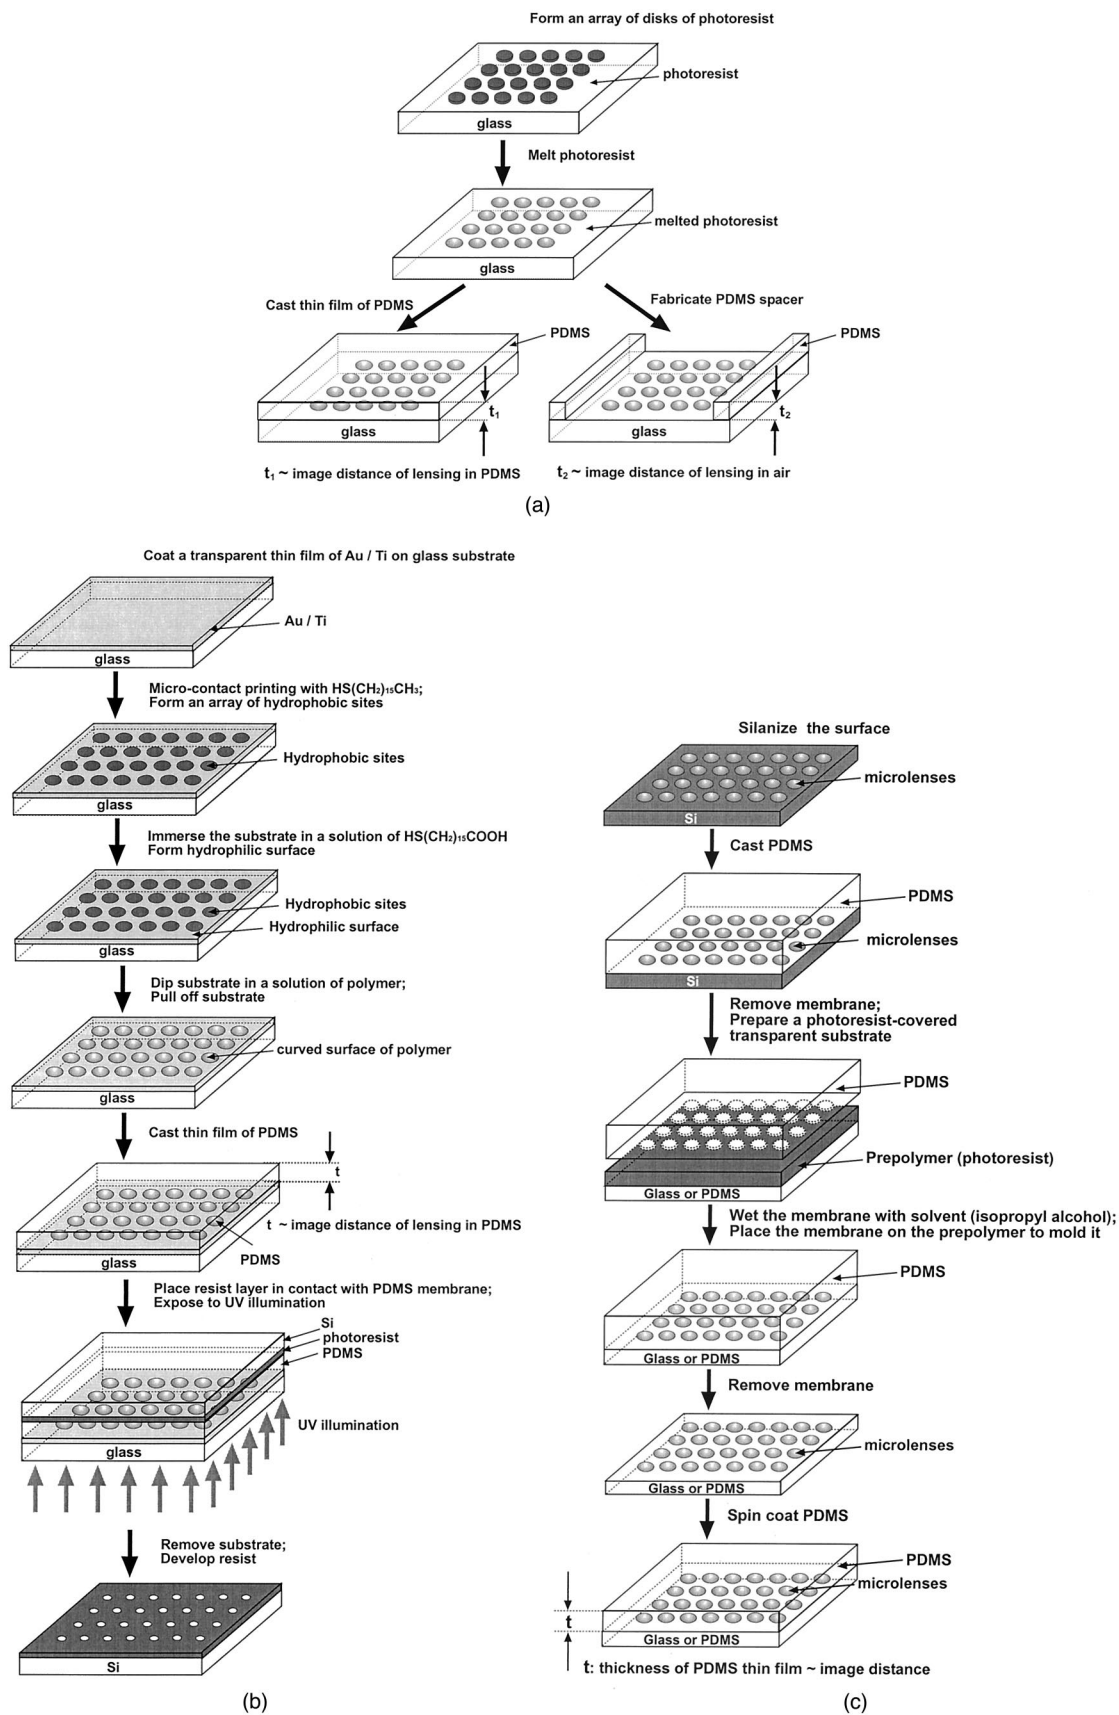 Form an array of disks of photoresist
photoresist
glass
Melt photoresist
melted photoresist
glass
Cast thin film of PDMS
Fabricate PDMS spacer
PDMS
PDMS
t₁
t₂
glass
glass
t₁ ~ image distance of lensing in PDMS
t₂ ~ image distance of lensing in air
(a)
Coat a transparent thin film of Au / Ti on glass substrate
Au / Ti
glass
Micro-contact printing with HS(CH₂)₁₅CH₃;
Form an array of hydrophobic sites
Hydrophobic sites
glass
Immerse the substrate in a solution of HS(CH₂)₁₅COOH
Form hydrophilic surface
Hydrophobic sites
Hydrophilic surface
glass
Dip substrate in a solution of polymer;
Pull off substrate
curved surface of polymer
glass
Cast thin film of PDMS
t
t ~ image distance of lensing in PDMS
PDMS
glass
Place resist layer in contact with PDMS membrane;
Expose to UV illumination
Si
photoresist
PDMS
UV illumination
glass
Remove substrate;
Develop resist
Si
(b)
Silanize the surface
microlenses
Si
Cast PDMS
PDMS
microlenses
Si
Remove membrane;
Prepare a photoresist-covered
transparent substrate
PDMS
Prepolymer (photoresist)
Glass or PDMS
Wet the membrane with solvent (isopropyl alcohol);
Place the membrane on the prepolymer to mold it
PDMS
Glass or PDMS
Remove membrane
microlenses
Glass or PDMS
Spin coat PDMS
PDMS
microlenses
t
Glass or PDMS
t: thickness of PDMS thin film ~ image distance
(c)